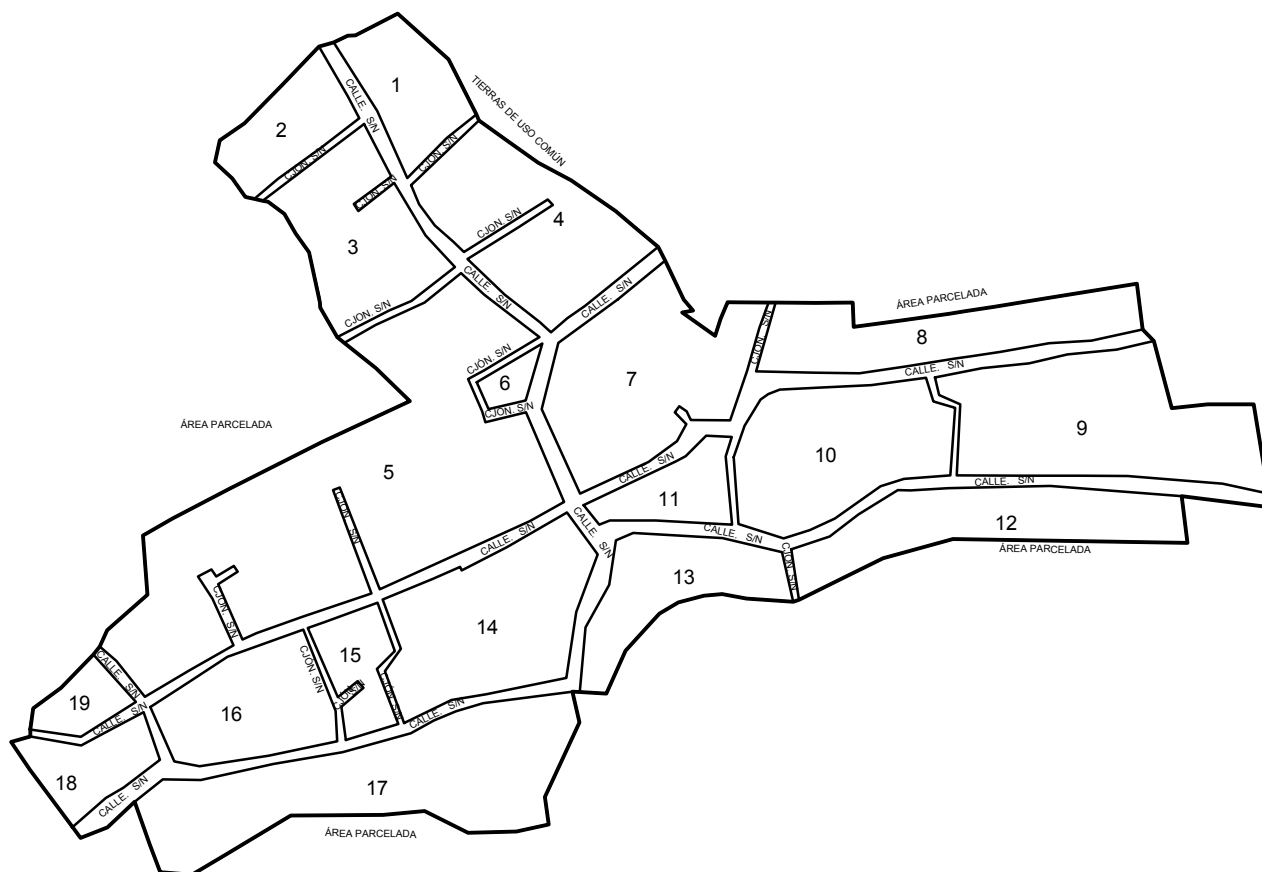 1
CALLE. S/N
TIERRAS DE USO COMÚN
2
CJON. S/N
CJON. S/N
CJON. S/N
3
CJON. S/N
4
CALLE. S/N
CALLE. S/N
CJON. S/N
ÁREA PARCELADA
8
CJON. S/N
CJÓN. S/N
6
7
CALLE. S/N
CJON. S/N
ÁREA PARCELADA
9
10
5
CALLE. S/N
CALLE. S/N
11
CJON. S/N
CALLE. S/N
CALLE. S/N
CALLE. S/N
12
ÁREA PARCELADA
CJON. S/N
13
CJON. S/N
14
15
CALLE. S/N
CJON. S/N
CJON. S/N
CJON. S/N
19
16
CALLE. S/N
CALLE. S/N
18
CALLE. S/N
17
ÁREA PARCELADA